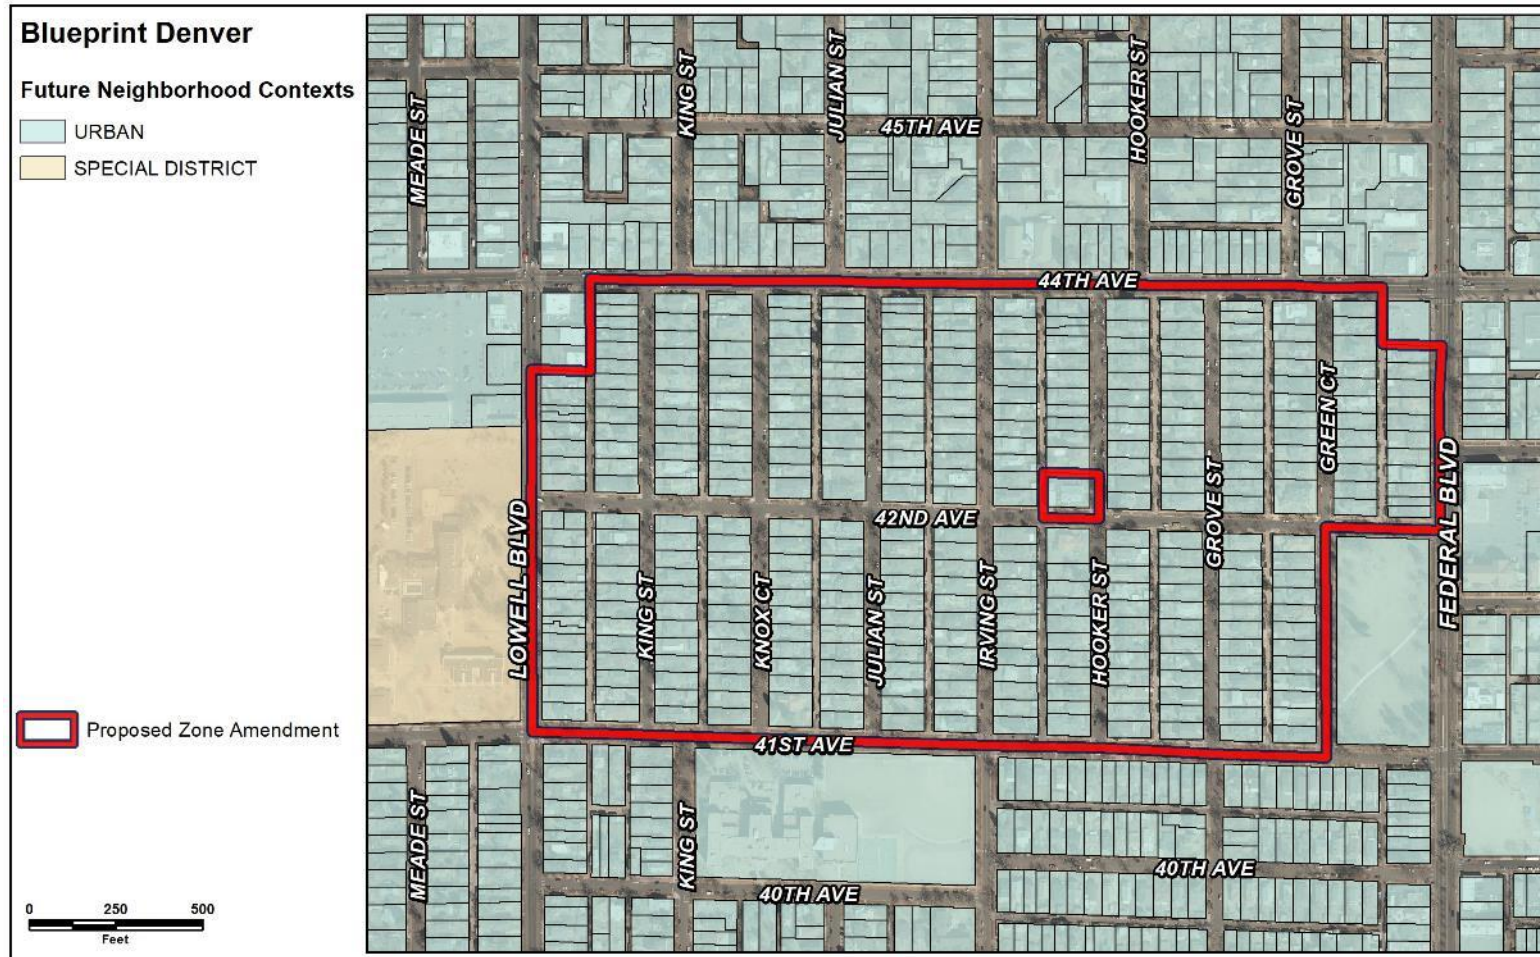 Blueprint Denver
Future Neighborhood Contexts
URBAN
SPECIAL DISTRICT
Proposed Zone Amendment
0 250 500
Feet
MEADE ST
KING ST
JULIAN ST
45TH AVE
HOOKER ST
GROVE ST
44TH AVE
GREEN CT
FEDERAL BLVD
LOWELL BLVD
42ND AVE
GROVE ST
KING ST
KNOX CT
JULIAN ST
IRVING ST
HOOKER ST
41ST AVE
MEADE ST
KING ST
40TH AVE
40TH AVE